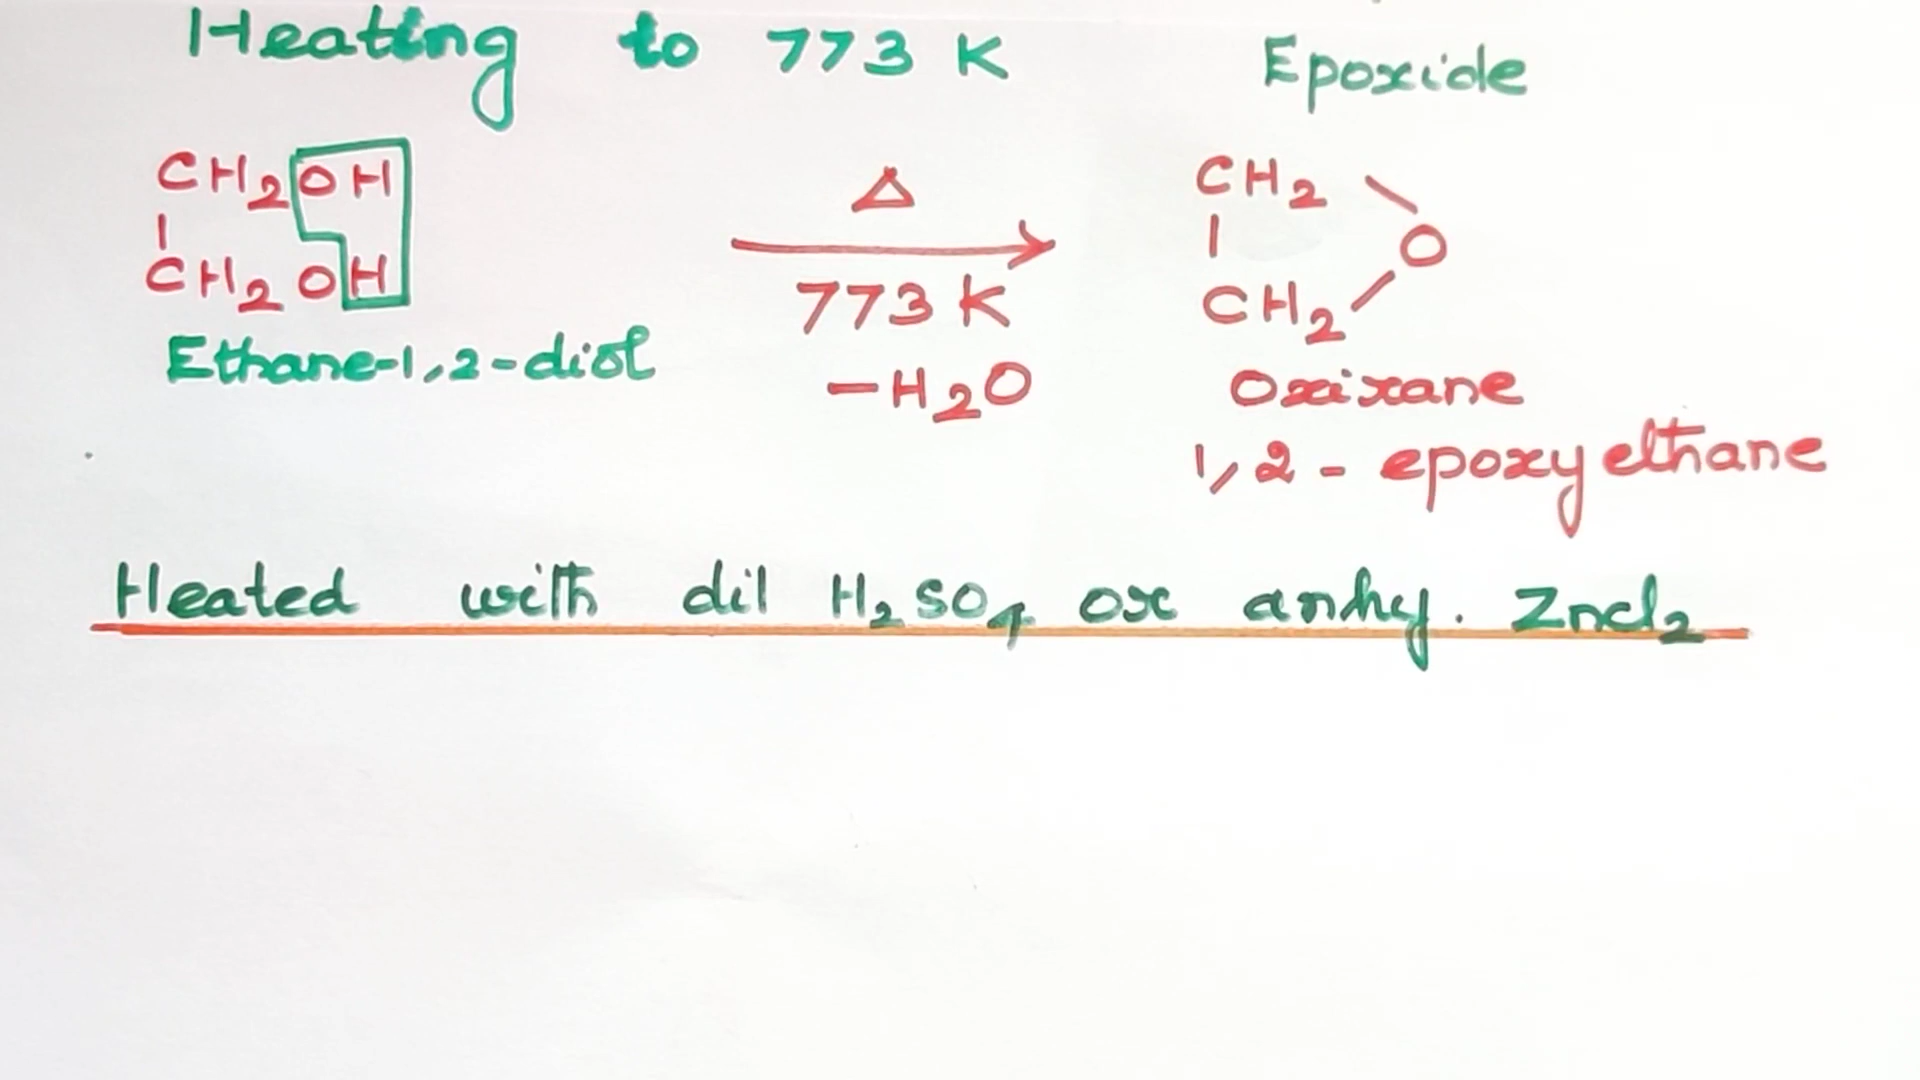 Heating to 773 K
Epoxide
CH2OH
|
CH2OH
Ethane-1,2-diol
Δ
773 K
-H2O
CH2
|
O
CH2
Oxirane
1,2-epoxyethane
Heated with dil H2SO4 or anhy. ZnCl2